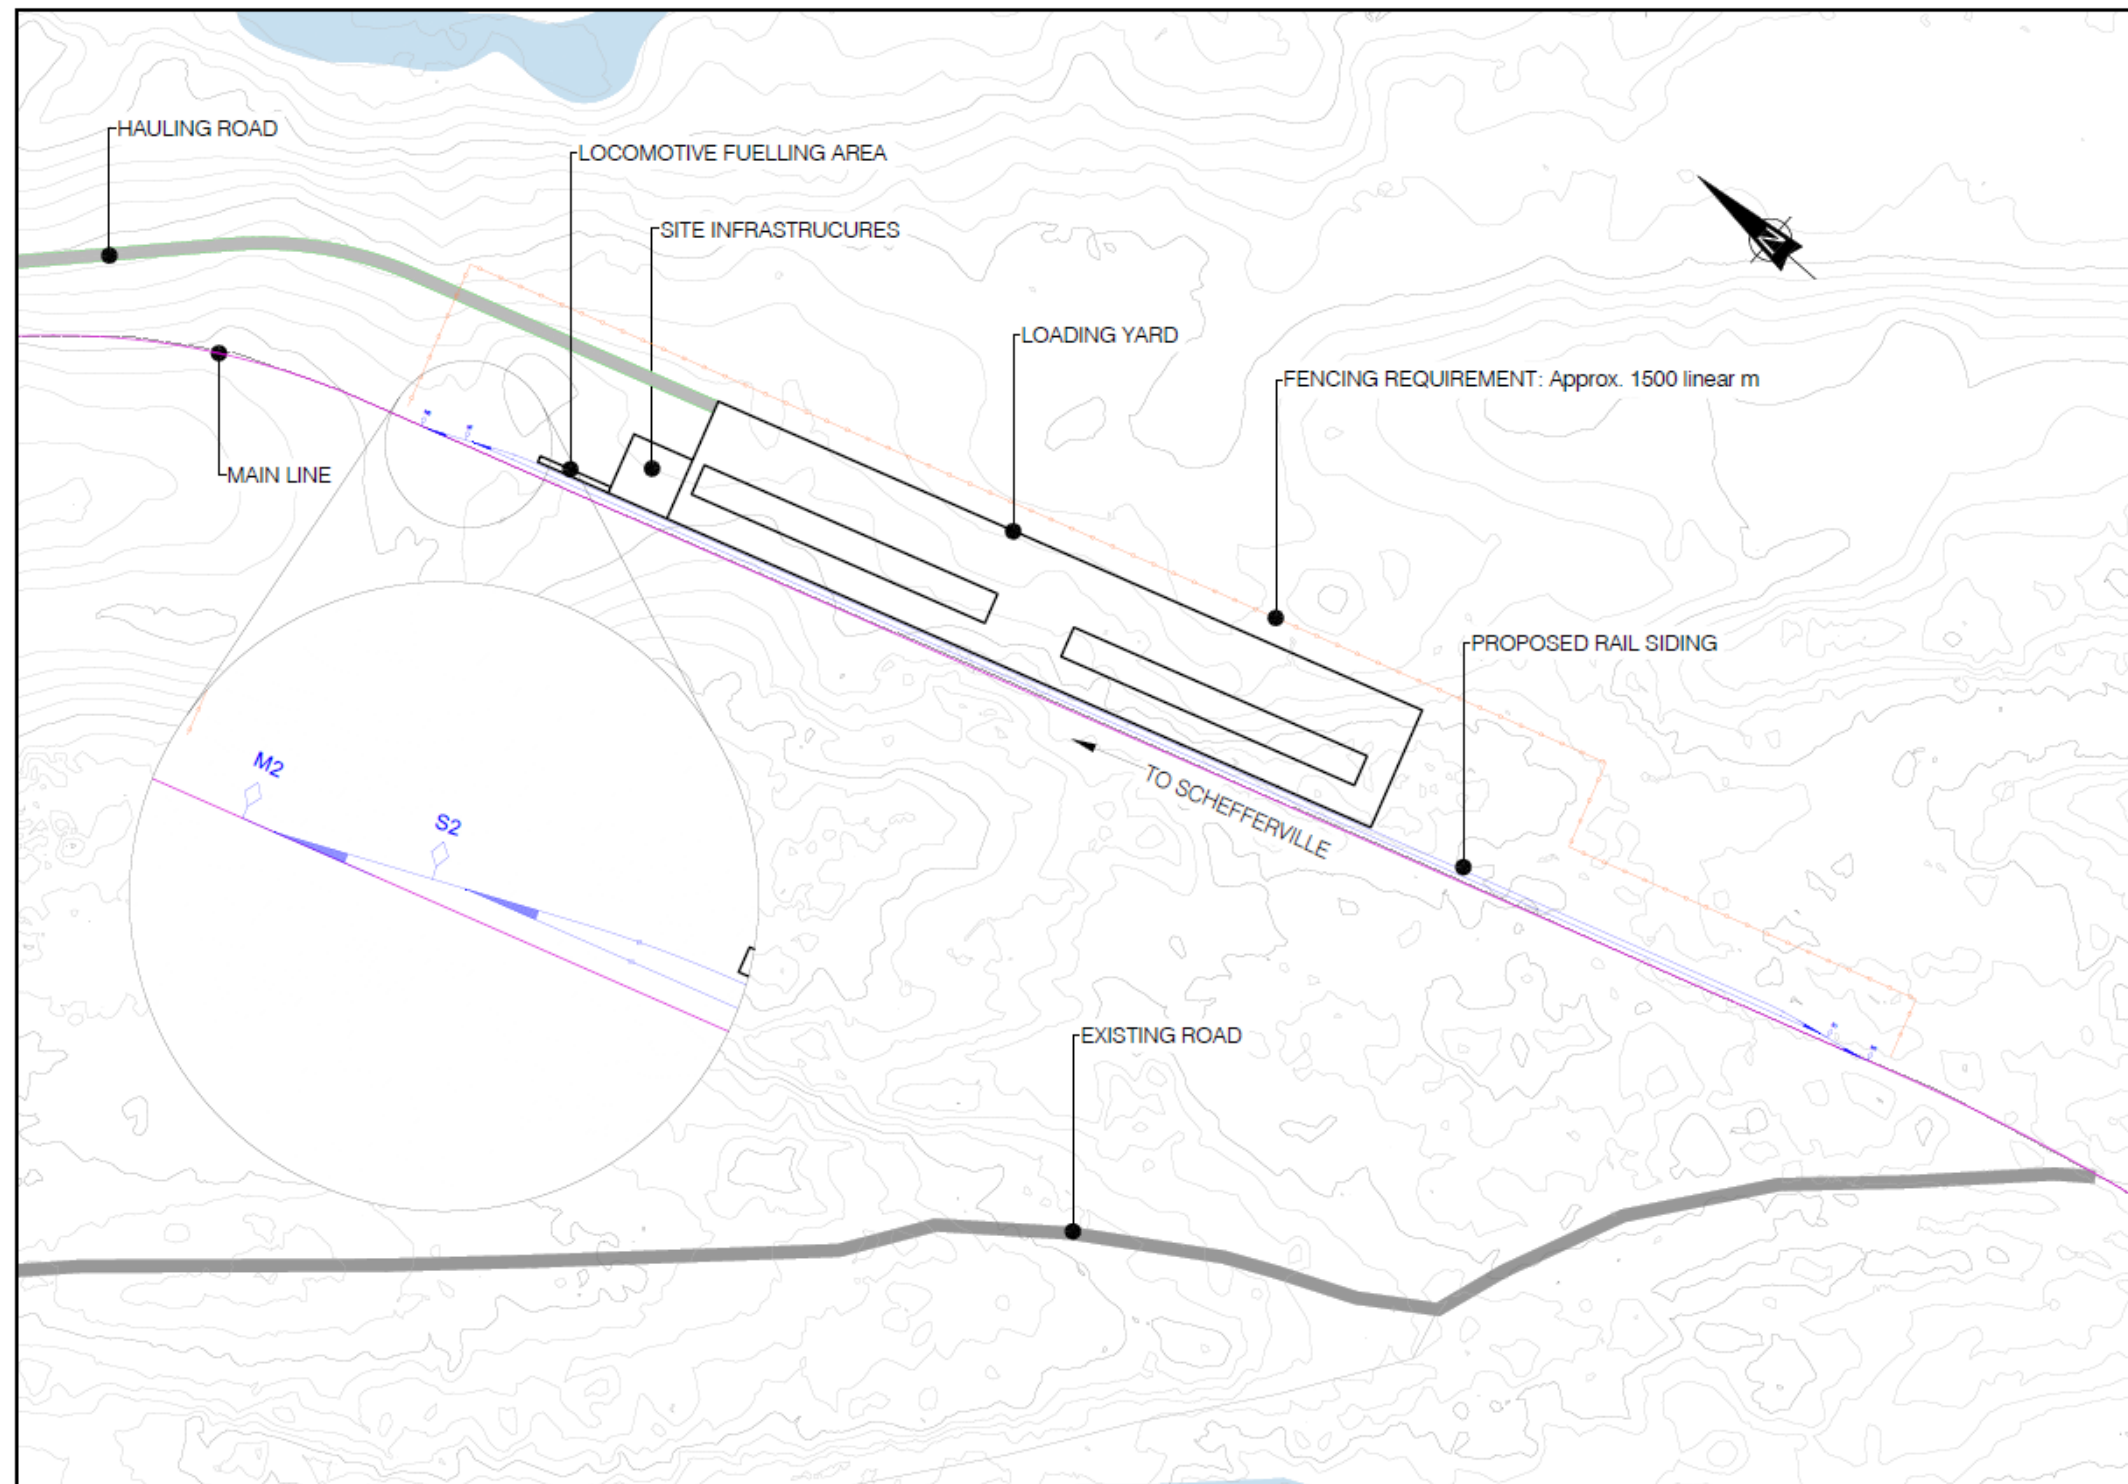 HAULING ROAD
LOCOMOTIVE FUELLING AREA
SITE INFRASTRUCURES
N
LOADING YARD
FENCING REQUIREMENT: Approx. 1500 linear m
MAIN LINE
PROPOSED RAIL SIDING
TO SCHEFFERVILLE
M2
S2
EXISTING ROAD